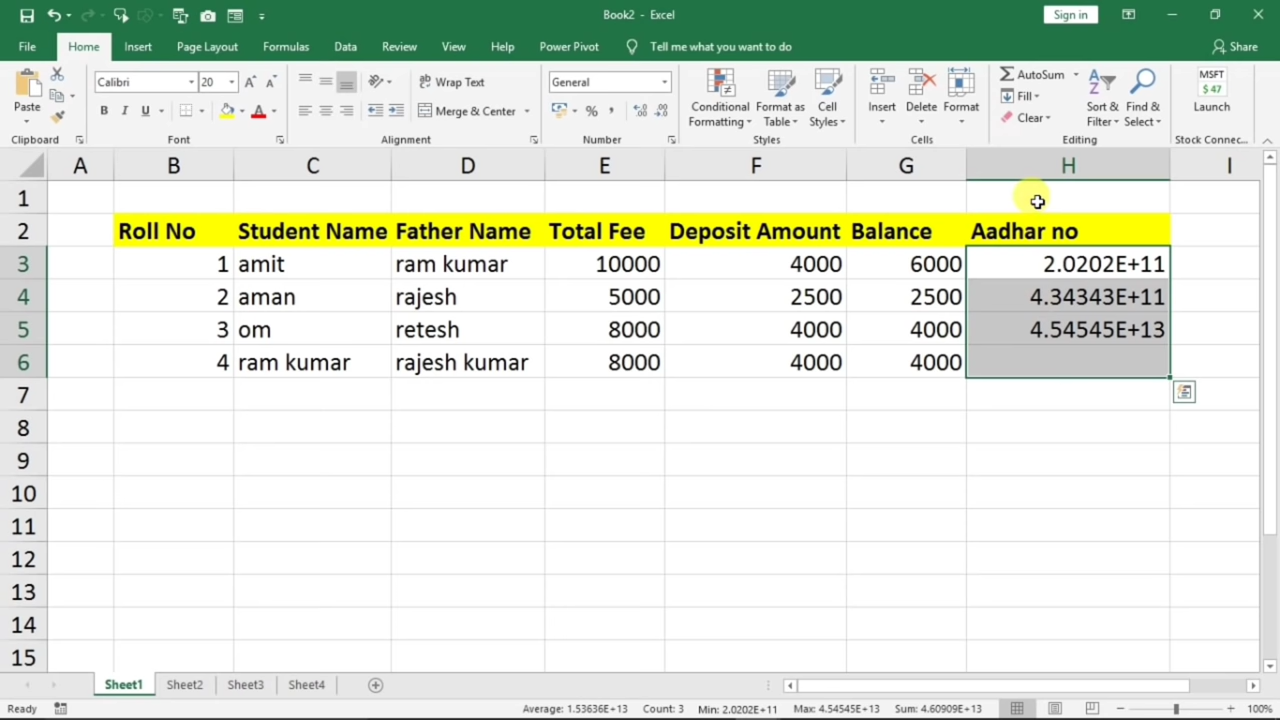 Book2 - Excel
Sign in
File Home Insert Page Layout Formulas Data Review View Help Power Pivot Tell me what you want to do Share
Paste
Calibri 20 A A
Wrap Text
General
Conditional Formatting
Format as Table
Cell Styles
Insert
Delete
Format
AutoSum
Fill
Clear
Sort & Filter
Find & Select
MSFT
$ 47
Launch
B I U A
Merge & Center
%
Clipboard Font Alignment Number Styles Cells Editing Stock Connec...
A B C D E F G H I
1
2 Roll No Student Name Father Name Total Fee Deposit Amount Balance Aadhar no
3 1 amit ram kumar 10000 4000 6000 2.0202E+11
4 2 aman rajesh 5000 2500 2500 4.34343E+11
5 3 om retesh 8000 4000 4000 4.54545E+13
6 4 ram kumar rajesh kumar 8000 4000 4000
7
8
9
10
11
12
13
14
15
Sheet1 Sheet2 Sheet3 Sheet4
Ready Average: 1.53636E+13 Count: 3 Min: 2.0202E+11 Max: 4.54545E+13 Sum: 4.60909E+13 100%